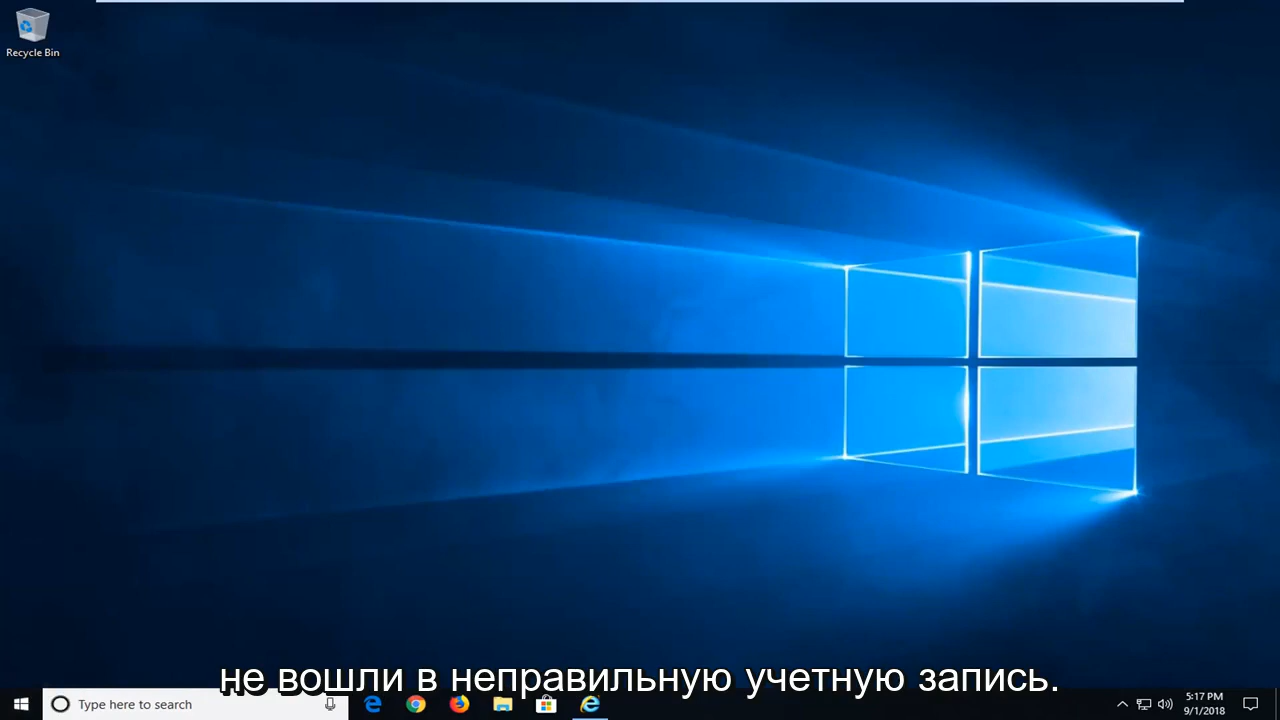 Recycle Bin
не вошли в неправильную учетную запись.
Type here to search
5:17 PM
9/1/2018